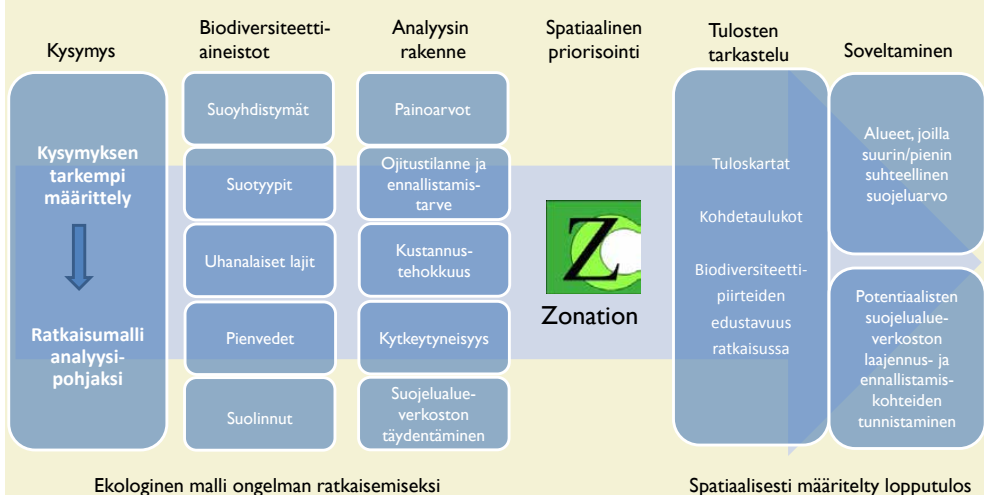 Kysymys
Biodiversiteetti-
aineistot
Analyysin
rakenne
Spatiaalinen
priorisointi
Tulosten
tarkastelu
Soveltaminen
Kysymyksen
tarkempi
määrittely
Ratkaisumalli
analyysi-
pohjaksi
Suoyhdistymät
Suotyypit
Uhanalaiset lajit
Pienvedet
Suolinnut
Painoarvot
Ojitustilanne ja
ennallistamis-
tarve
Kustannus-
tehokkuus
Kytkeytyneisyys
Suojelualue-
verkoston
täydentäminen
Z
Zonation
Tuloskartat
Kohdetaulukot
Biodiversiteetti-
piirteiden
edustavuus
ratkaisussa
Alueet, joilla
suurin/pienin
suhteellinen
suojeluarvo
Potentiaalisten
suojelualue-
verkoston
laajennus- ja
ennallistamis-
kohteiden
tunnistaminen
Ekologinen malli ongelman ratkaisemiseksi
Spatiaalisesti määritelty lopputulos